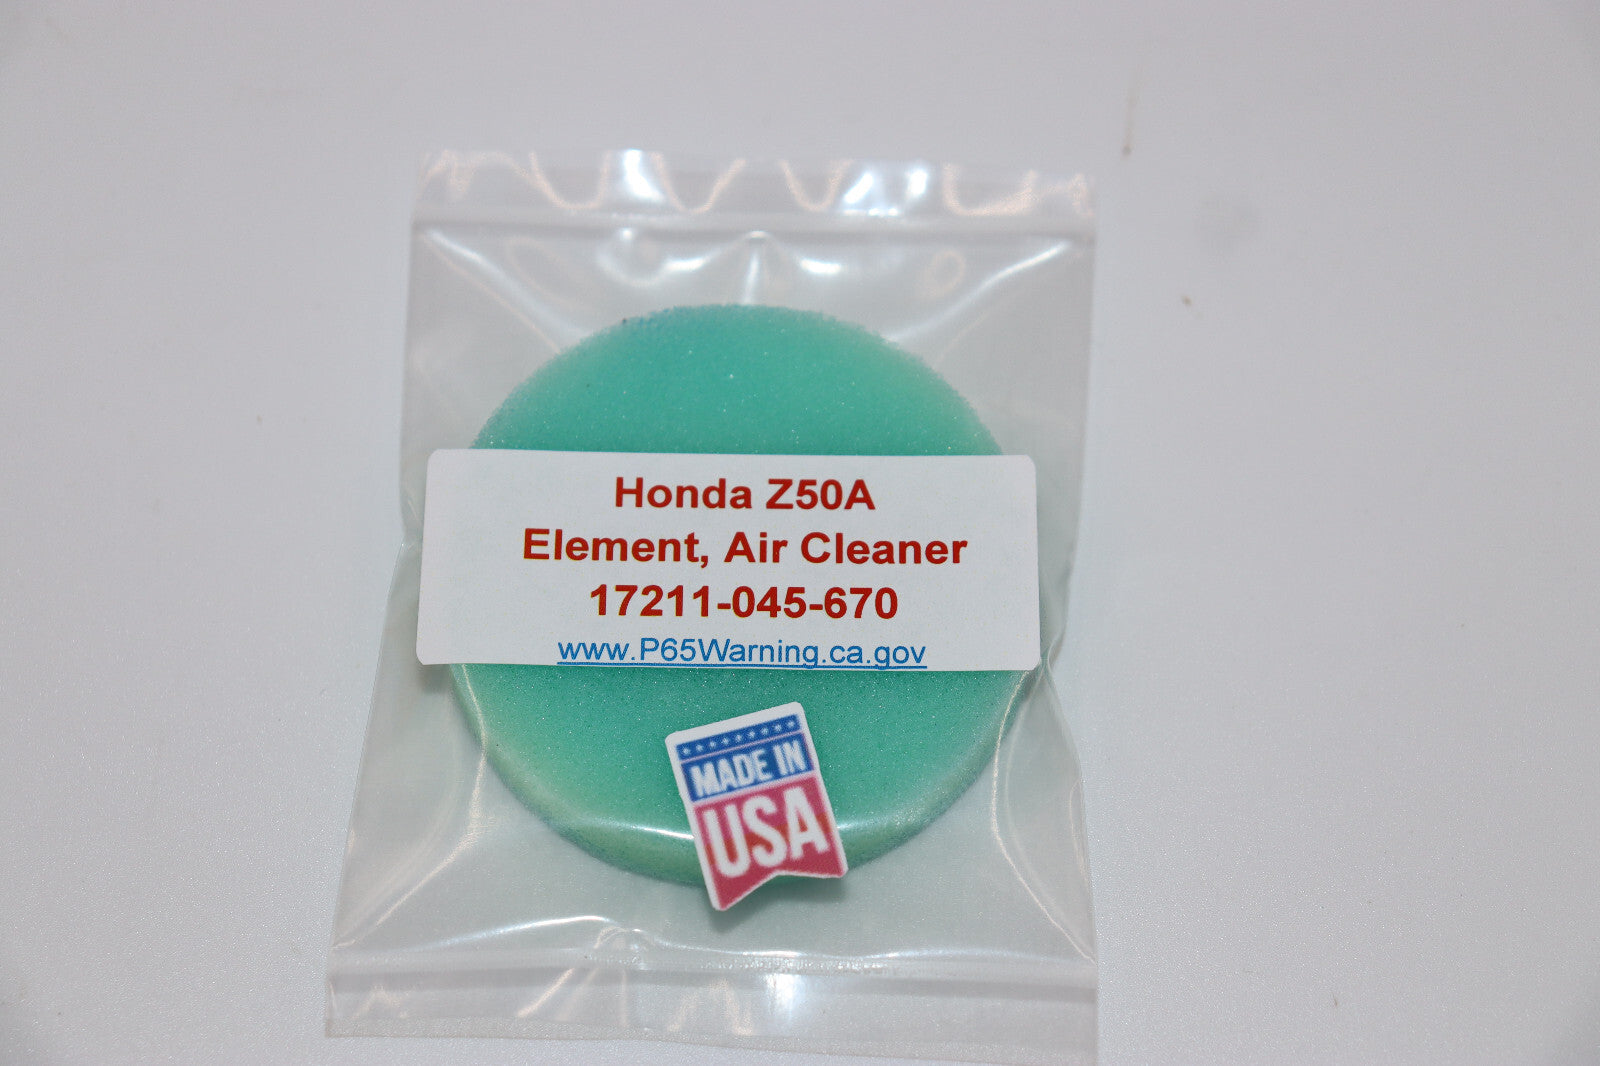 Honda Z50A
Element, Air Cleaner
17211-045-670
www.P65Warning.ca.gov
MADE IN
USA